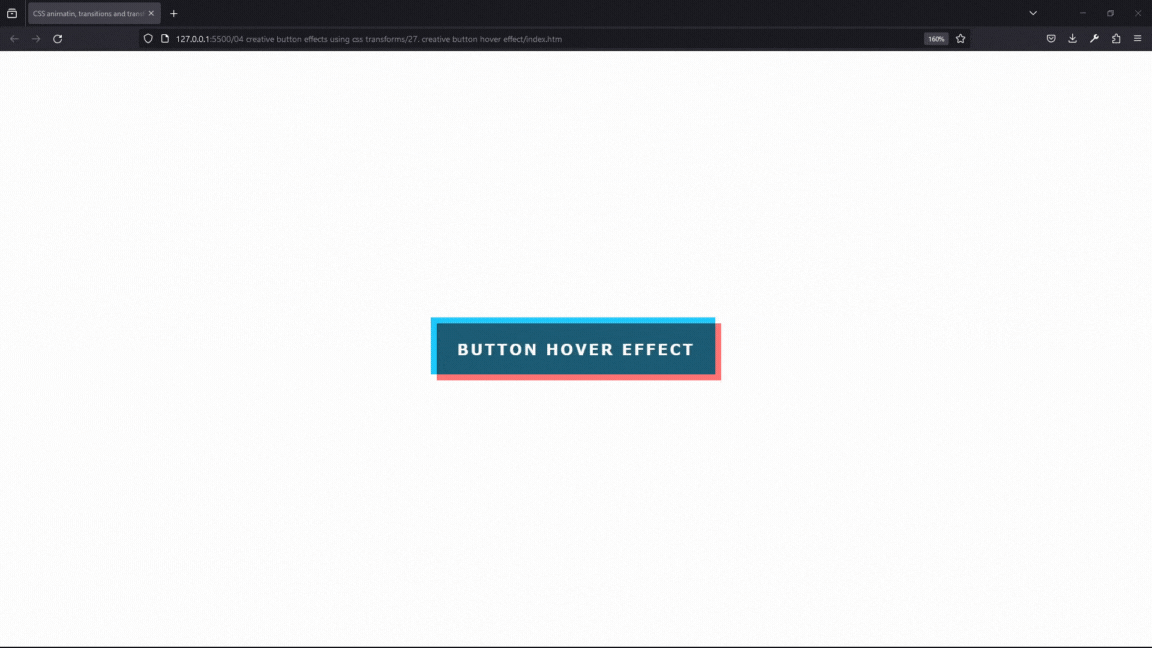 CSS animatin, transitions and transf
127.0.0.1:5500/04 creative button effects using css transforms/27. creative button hover effect/index.htm
160%
BUTTON HOVER EFFECT